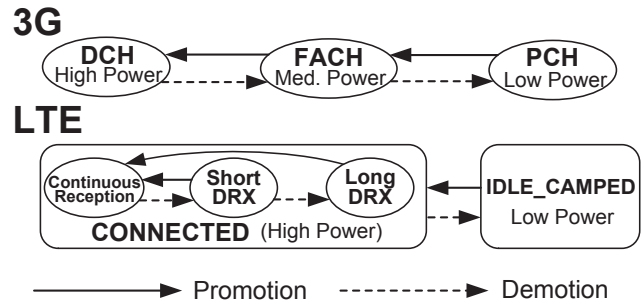 3G
DCH
High Power
FACH
Med. Power
PCH
Low Power
LTE
Continuous
Reception
Short
DRX
Long
DRX
CONNECTED (High Power)
IDLE_CAMPED
Low Power
Promotion
Demotion